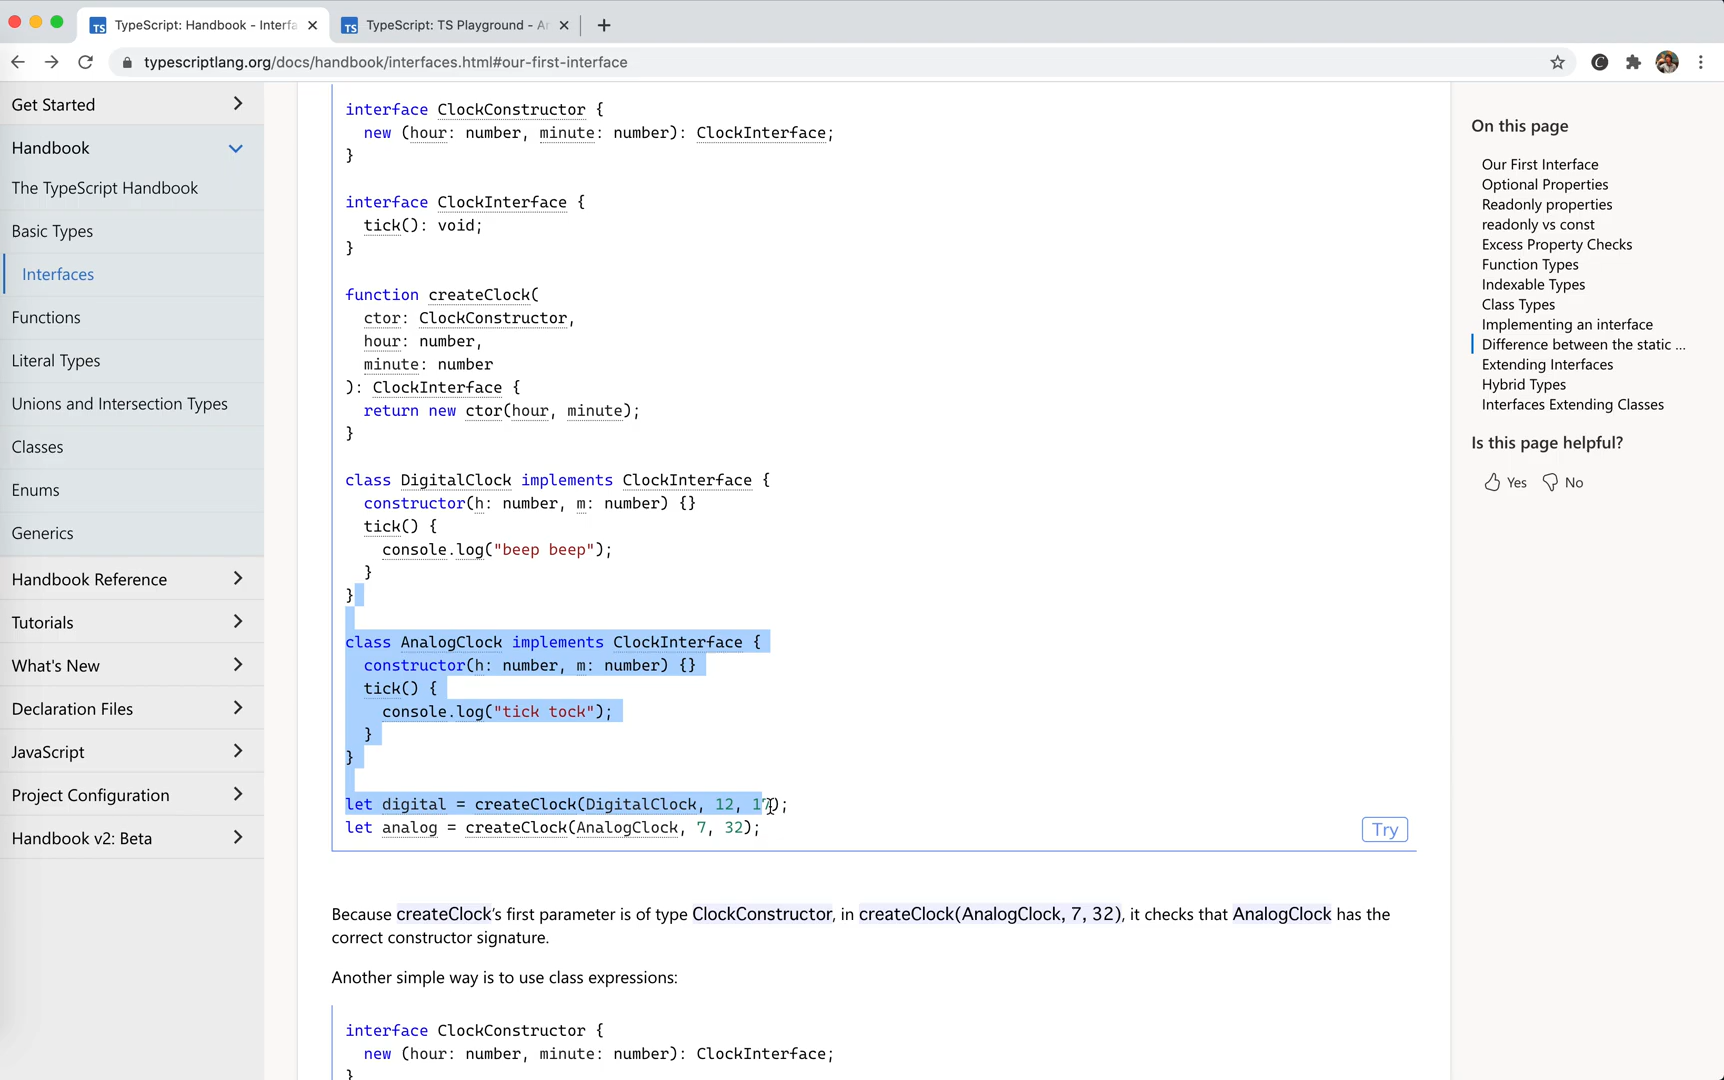 TypeScript: Handbook - Interfa
TypeScript: TS Playground - A
typescriptlang.org/docs/handbook/interfaces.html#our-first-interface
Get Started
Handbook
The TypeScript Handbook
Basic Types
Interfaces
Functions
Literal Types
Unions and Intersection Types
Classes
Enums
Generics
Handbook Reference
Tutorials
What's New
Declaration Files
JavaScript
Project Configuration
Handbook v2: Beta
interface ClockConstructor {
  new (hour: number, minute: number): ClockInterface;
}
interface ClockInterface {
  tick(): void;
}
function createClock(
  ctor: ClockConstructor,
  hour: number,
  minute: number
): ClockInterface {
  return new ctor(hour, minute);
}
class DigitalClock implements ClockInterface {
  constructor(h: number, m: number) {}
  tick() {
    console.log("beep beep");
  }
}
class AnalogClock implements ClockInterface {
  constructor(h: number, m: number) {}
  tick() {
    console.log("tick tock");
  }
}
let digital = createClock(DigitalClock, 12, 17);
let analog = createClock(AnalogClock, 7, 32);
Try
Because createClock's first parameter is of type ClockConstructor, in createClock(AnalogClock, 7, 32), it checks that AnalogClock has the
correct constructor signature.
Another simple way is to use class expressions:
interface ClockConstructor {
  new (hour: number, minute: number): ClockInterface;
}
On this page
Our First Interface
Optional Properties
Readonly properties
readonly vs const
Excess Property Checks
Function Types
Indexable Types
Class Types
Implementing an interface
Difference between the static ...
Extending Interfaces
Hybrid Types
Interfaces Extending Classes
Is this page helpful?
Yes No